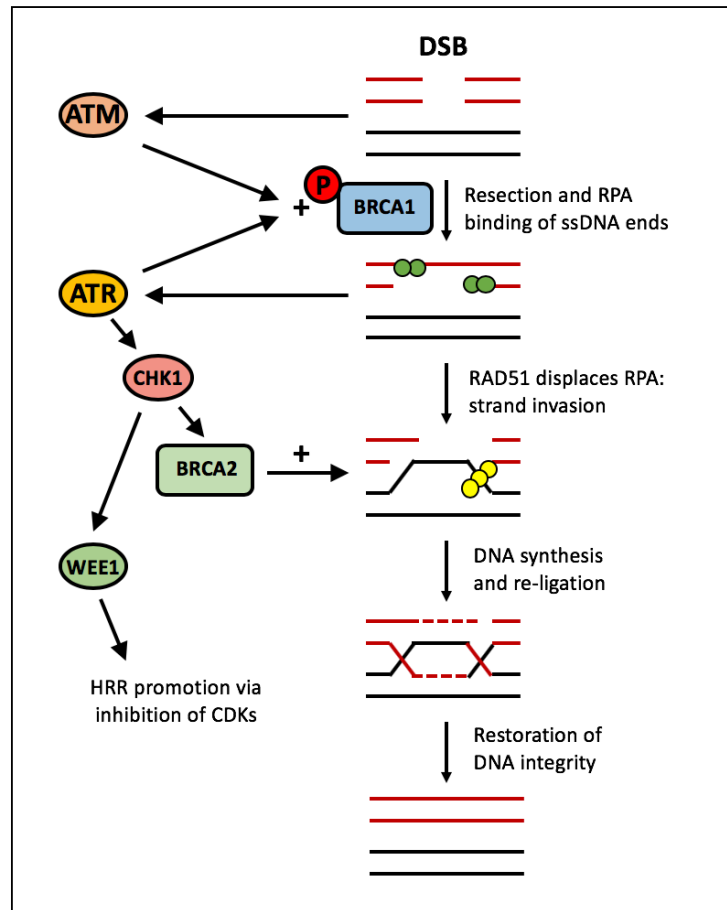 DSB
ATM
P
+
BRCA1
Resection and RPA
binding of ssDNA ends
ATR
CHK1
RAD51 displaces RPA:
strand invasion
BRCA2
+
WEE1
DNA synthesis
and re-ligation
HRR promotion via
inhibition of CDKs
Restoration of
DNA integrity